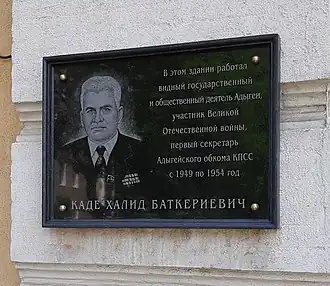 В этом здании работал
видный государственный
и общественный деятель Адыгеи,
участник Великой
Отечественной войны,
первый секретарь
Адыгейского обкома КПСС
с 1949 по 1954 год
КАДЕ ХАЛИД БАТКЕРИЕВИЧ